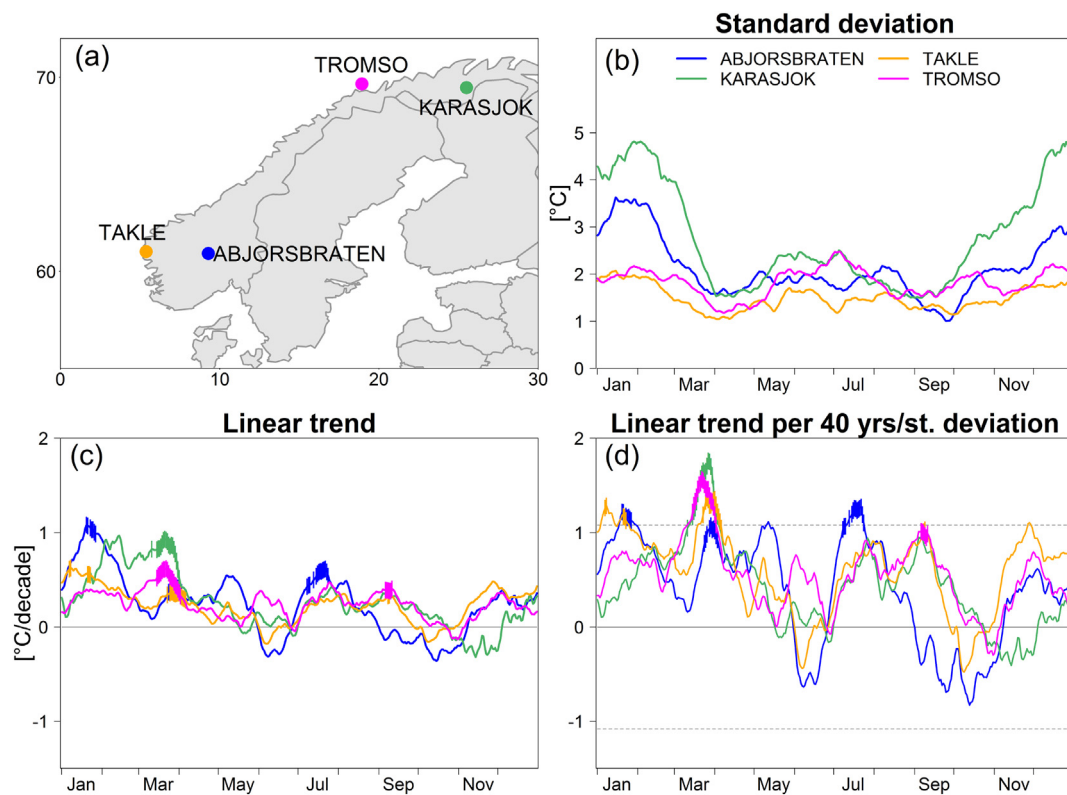 Standard deviation
(a)
TROMSO
KARASJOK
TAKLE
ABJORSBRATEN
70
60
0
10
20
30
(b)
ABJORSBRATEN
TAKLE
KARASJOK
TROMSO
[°C]
5
4
3
2
1
0
Jan
Mar
May
Jul
Sep
Nov
Linear trend
(c)
[°C/decade]
2
1
0
-1
Jan
Mar
May
Jul
Sep
Nov
Linear trend per 40 yrs/st. deviation
(d)
2
1
0
-1
Jan
Mar
May
Jul
Sep
Nov